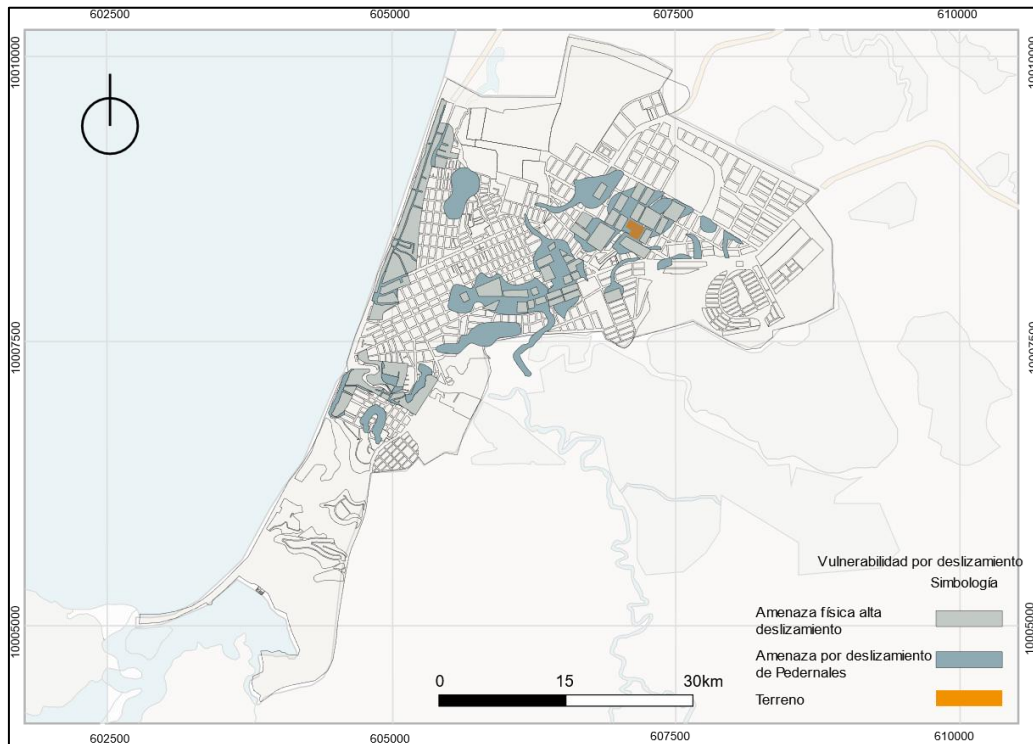 602500 605000 607500 610000
10010000 10010000
10007500 10007500
Vulnerabilidad por deslizamiento
Simbología
10005000 10005000
Amenaza física alta
deslizamiento
Amenaza por deslizamiento
de Pedernales
0 15 30km
Terreno
602500 605000 607500 610000